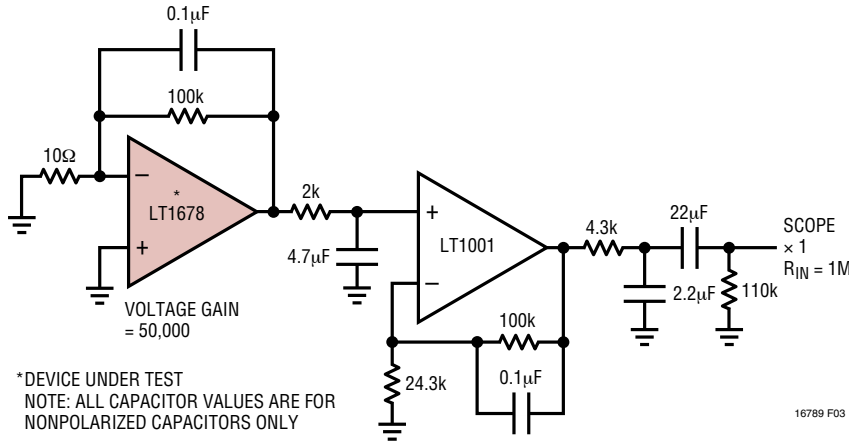 0.1µF
100k
10Ω
−
*
LT1678
+
VOLTAGE GAIN
= 50,000
2k
4.7µF
+
LT1001
−
4.3k
22µF
SCOPE
× 1
R_IN = 1M
2.2µF
110k
100k
24.3k
0.1µF
*DEVICE UNDER TEST
NOTE: ALL CAPACITOR VALUES ARE FOR
NONPOLARIZED CAPACITORS ONLY
16789 F03